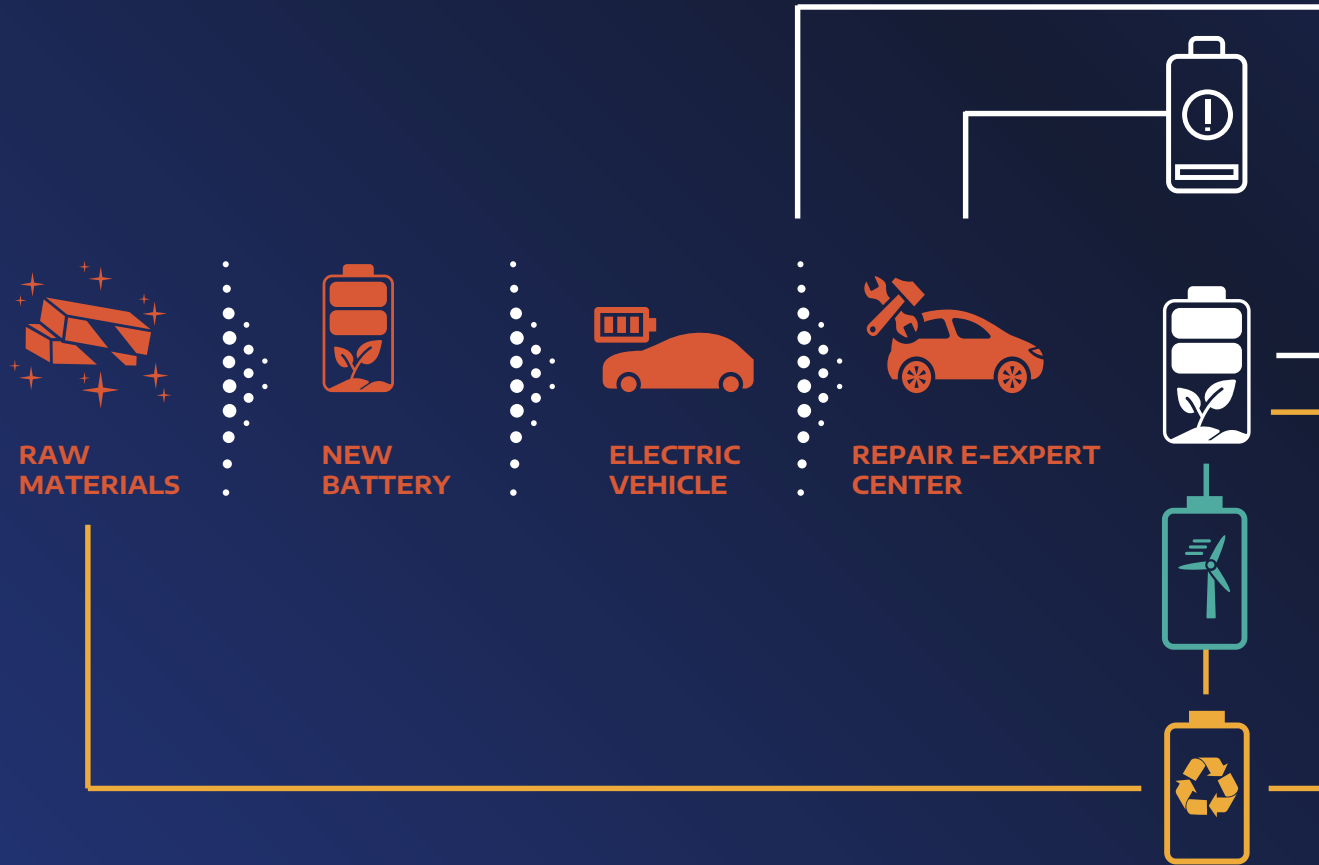 RAW
MATERIALS
NEW
BATTERY
ELECTRIC
VEHICLE
REPAIR E-EXPERT
CENTER